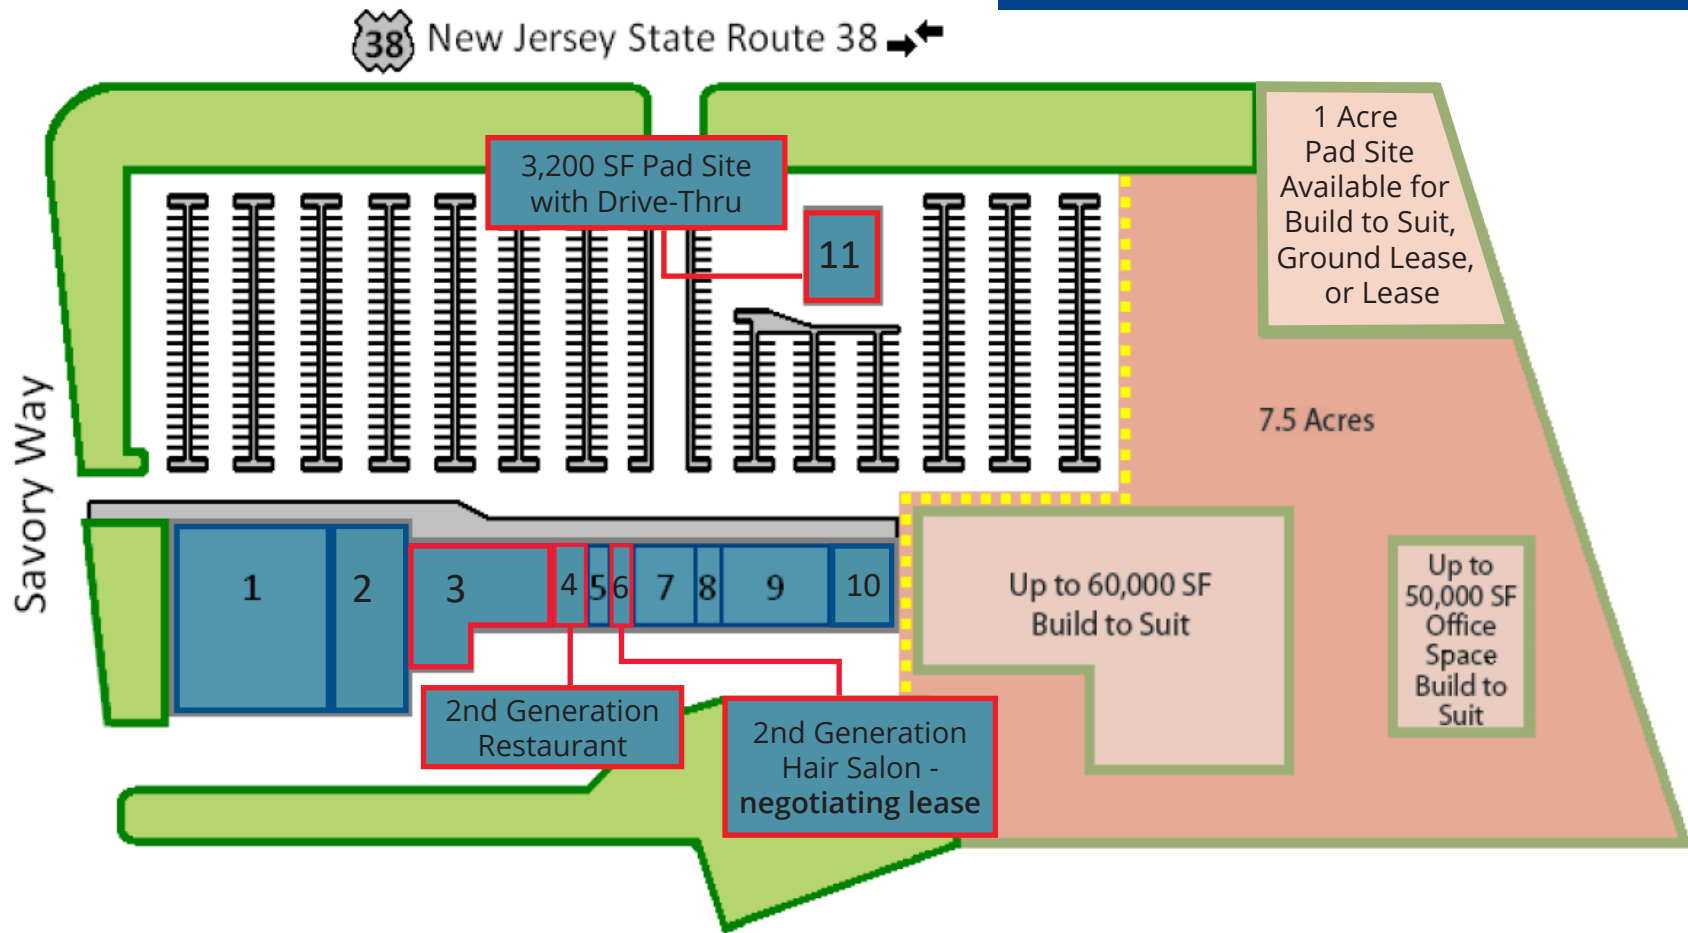 38 New Jersey State Route 38
3,200 SF Pad Site
with Drive-Thru
11
1 Acre
Pad Site
Available for
Build to Suit,
Ground Lease,
or Lease
7.5 Acres
Savory Way
1
2
3
4
5
6
7
8
9
10
Up to 60,000 SF
Build to Suit
Up to
50,000 SF
Office
Space
Build to
Suit
2nd Generation
Restaurant
2nd Generation
Hair Salon -
negotiating lease